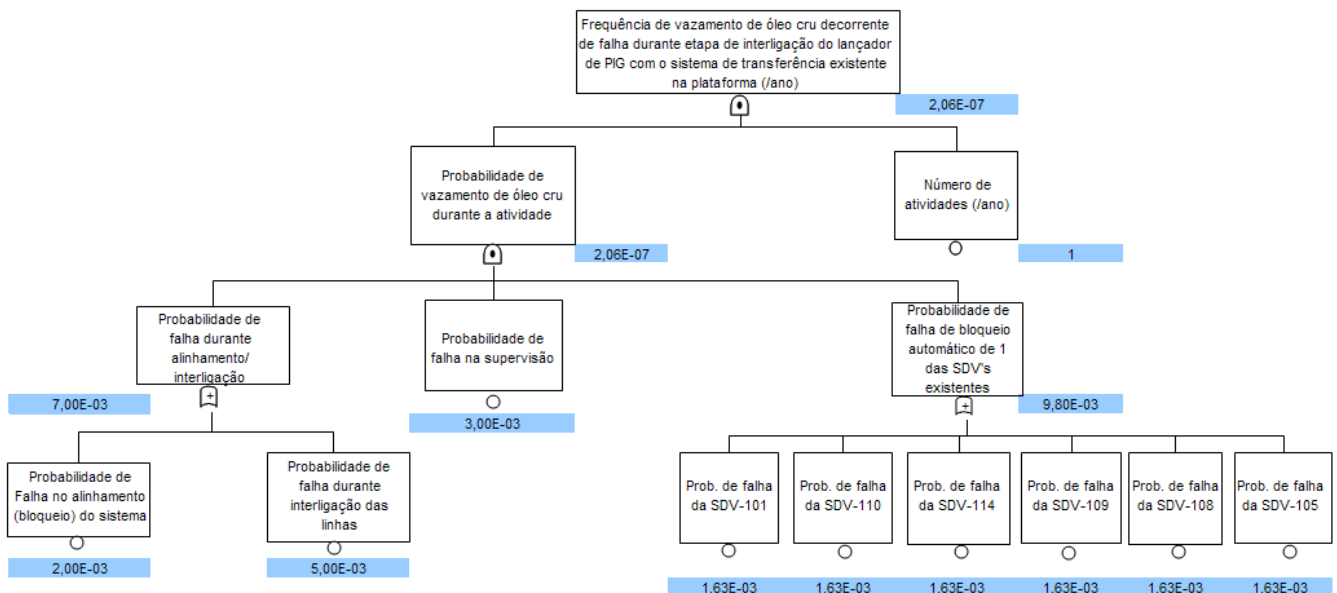 Frequência de vazamento de óleo cru decorrente
de falha durante etapa de interligação do lançador
de PIG com o sistema de transferência existente
na plataforma (/ano)
2,06E-07
Probabilidade de
vazamento de óleo cru
durante a atividade
2,06E-07
Número de
atividades (/ano)
1
Probabilidade de
falha durante
alinhamento/
interligação
7,00E-03
+
Probabilidade de
falha na supervisão
3,00E-03
Probabilidade de
falha de bloqueio
automático de 1
das SDV's
existentes
+
9,80E-03
Probabilidade de
Falha no alinhamento
(bloqueio) do sistema
2,00E-03
Probabilidade de
falha durante
interligação das
linhas
5,00E-03
Prob. de falha
da SDV-101
1,63E-03
Prob. de falha
da SDV-110
1,63E-03
Prob. de falha
da SDV-114
1,63E-03
Prob. de falha
da SDV-109
1,63E-03
Prob. de falha
da SDV-108
1,63E-03
Prob. de falha
da SDV-105
1,63E-03